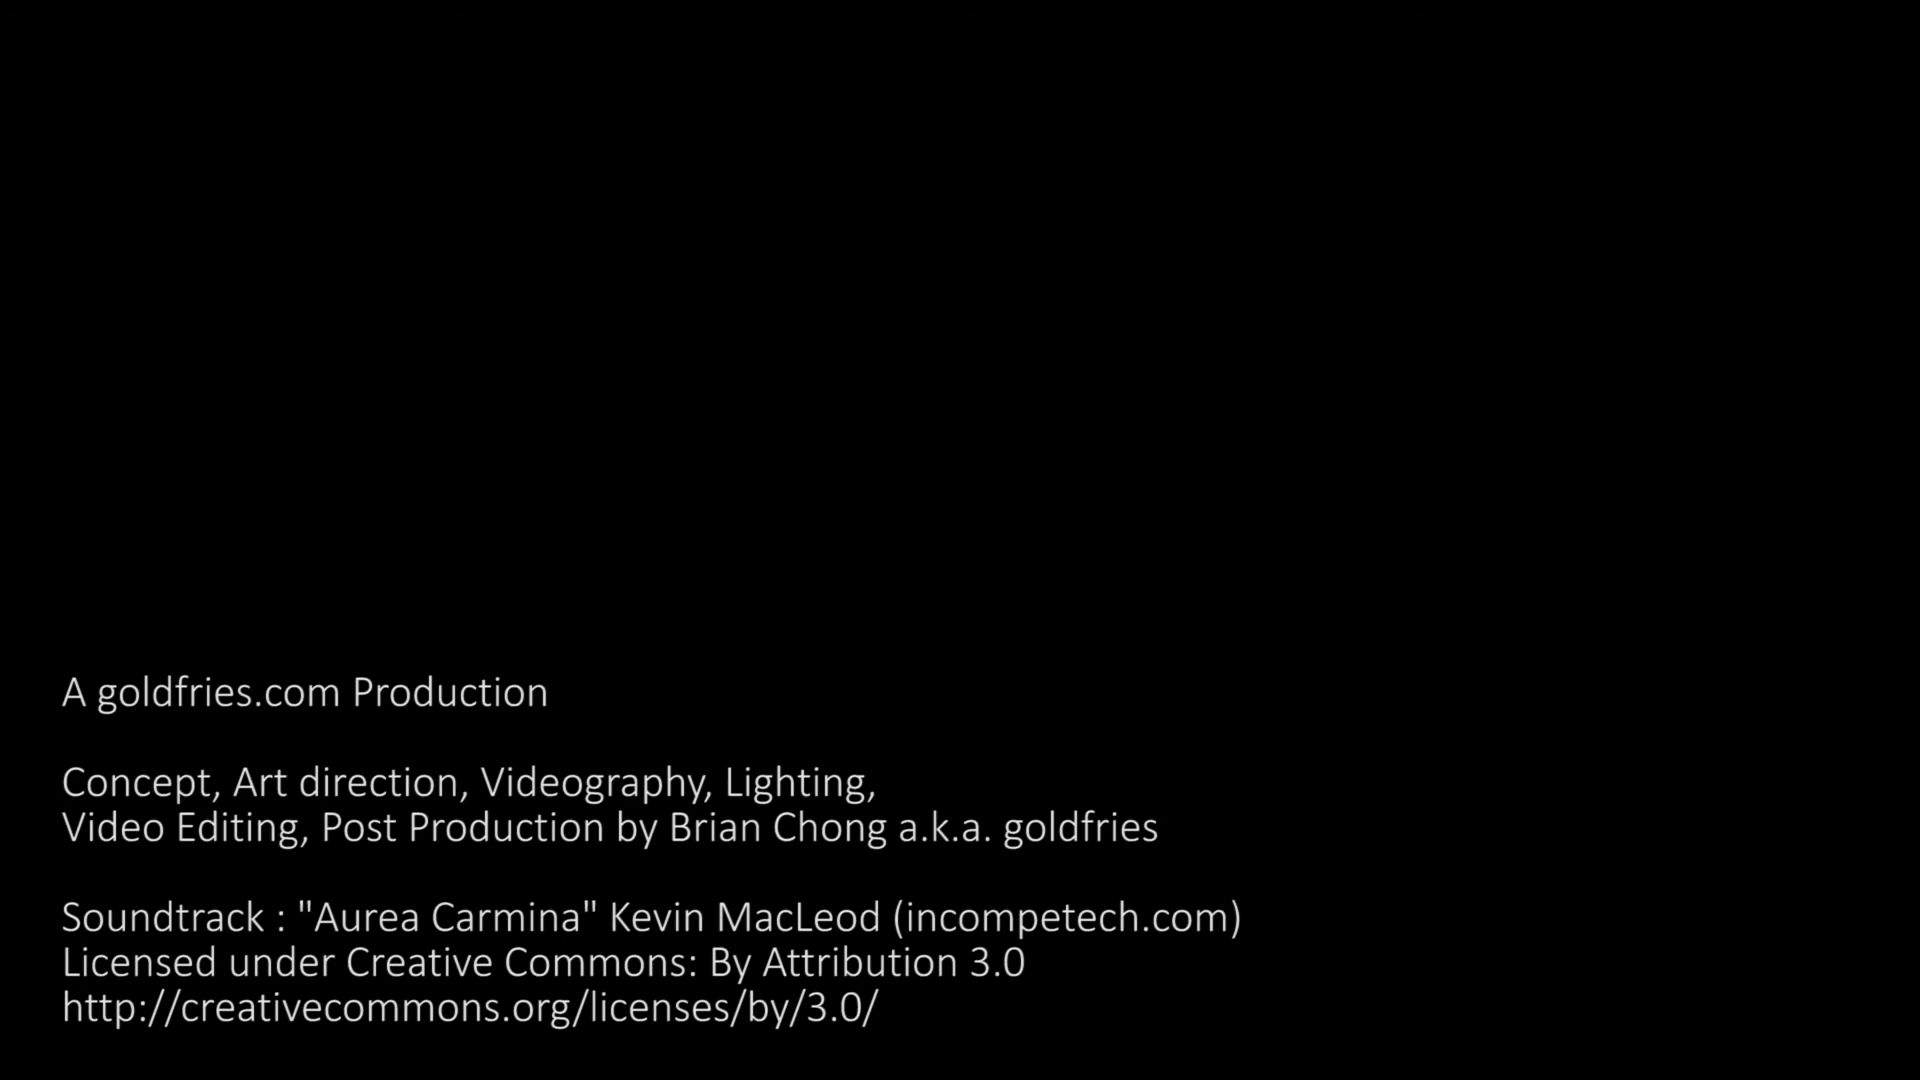 A goldfries.com Production
Concept, Art direction, Videography, Lighting,
Video Editing, Post Production by Brian Chong a.k.a. goldfries
Soundtrack : "Aurea Carmina" Kevin MacLeod (incompetech.com)
Licensed under Creative Commons: By Attribution 3.0
http://creativecommons.org/licenses/by/3.0/